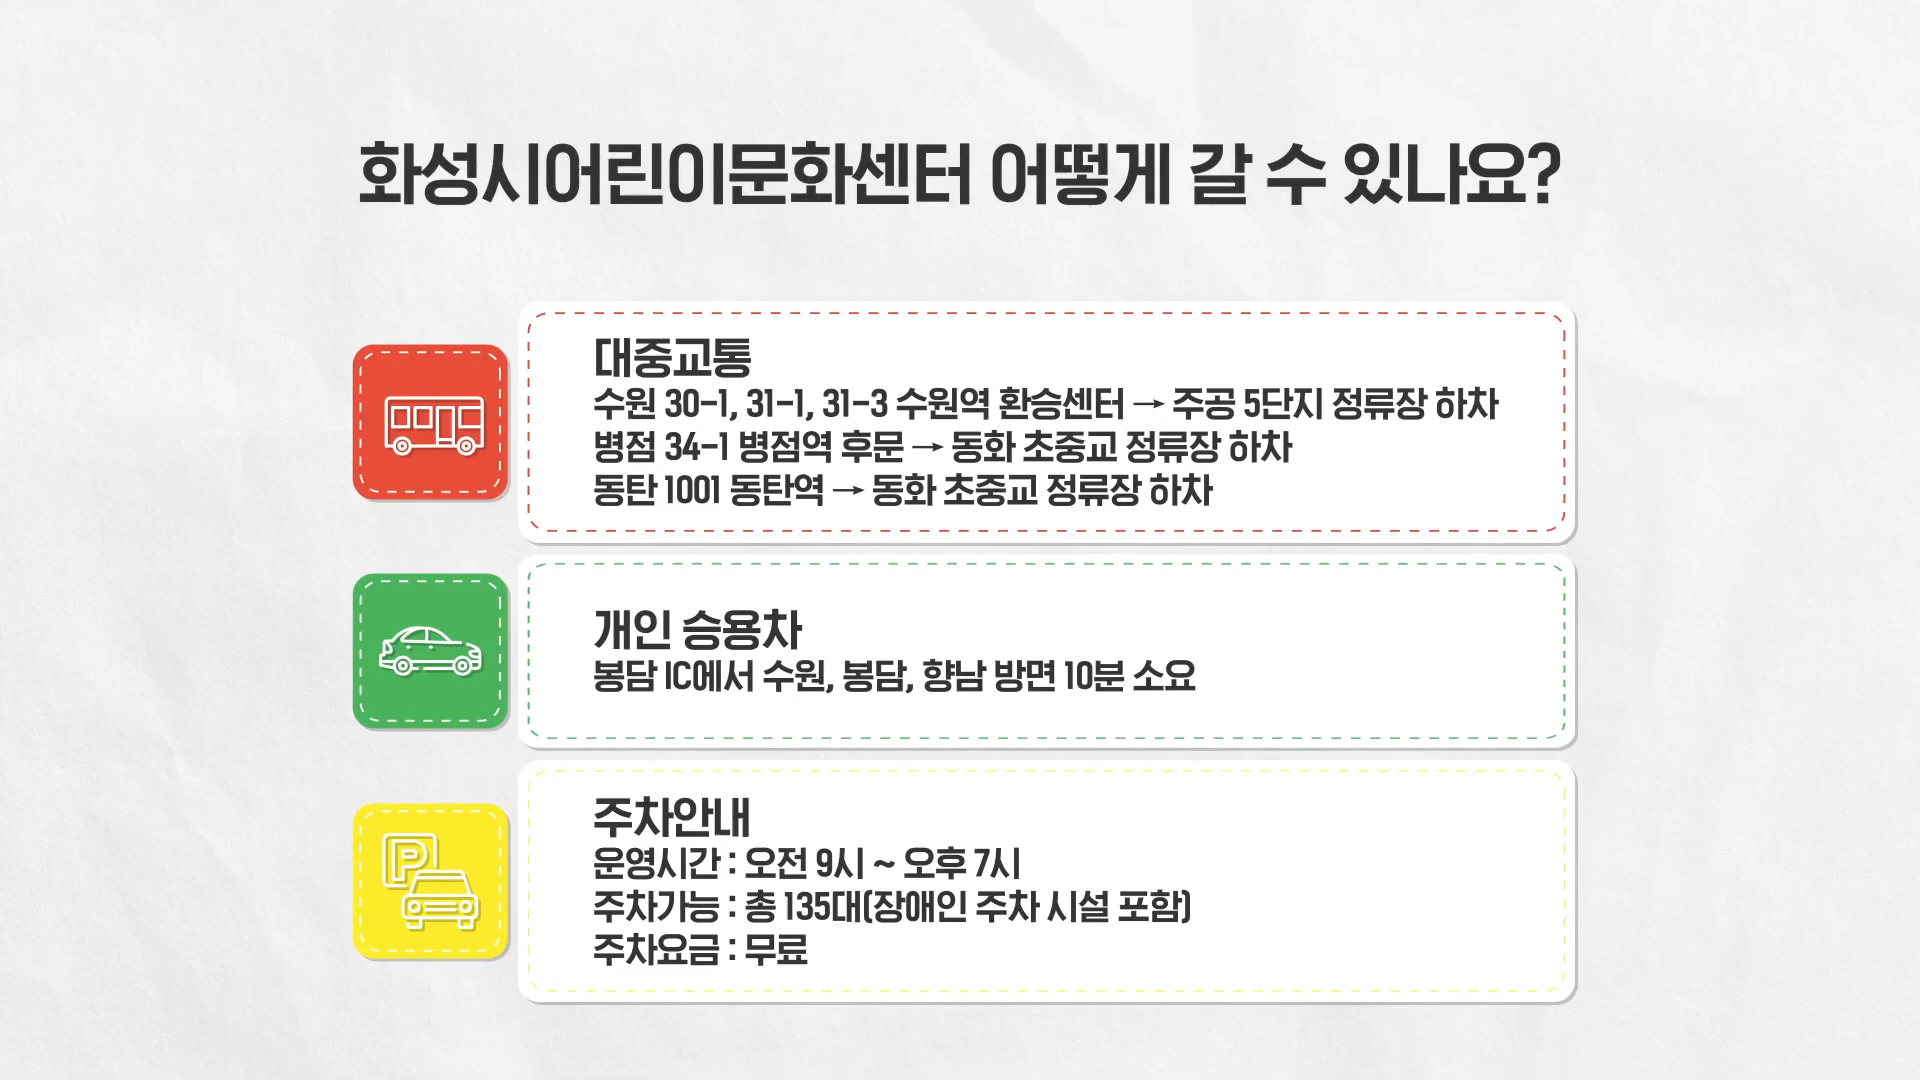 화성시어린이문화센터 어떻게 갈 수 있나요?
대중교통
수원 30-1, 31-1, 31-3 수원역 환승센터 → 주공 5단지 정류장 하차
병점 34-1 병점역 후문 → 동화 초중교 정류장 하차
동탄 1001 동탄역 → 동화 초중교 정류장 하차
개인 승용차
봉담 IC에서 수원, 봉담, 향남 방면 10분 소요
P
주차안내
운영시간 : 오전 9시 ~ 오후 7시
주차가능 : 총 135대(장애인 주차 시설 포함)
주차요금 : 무료